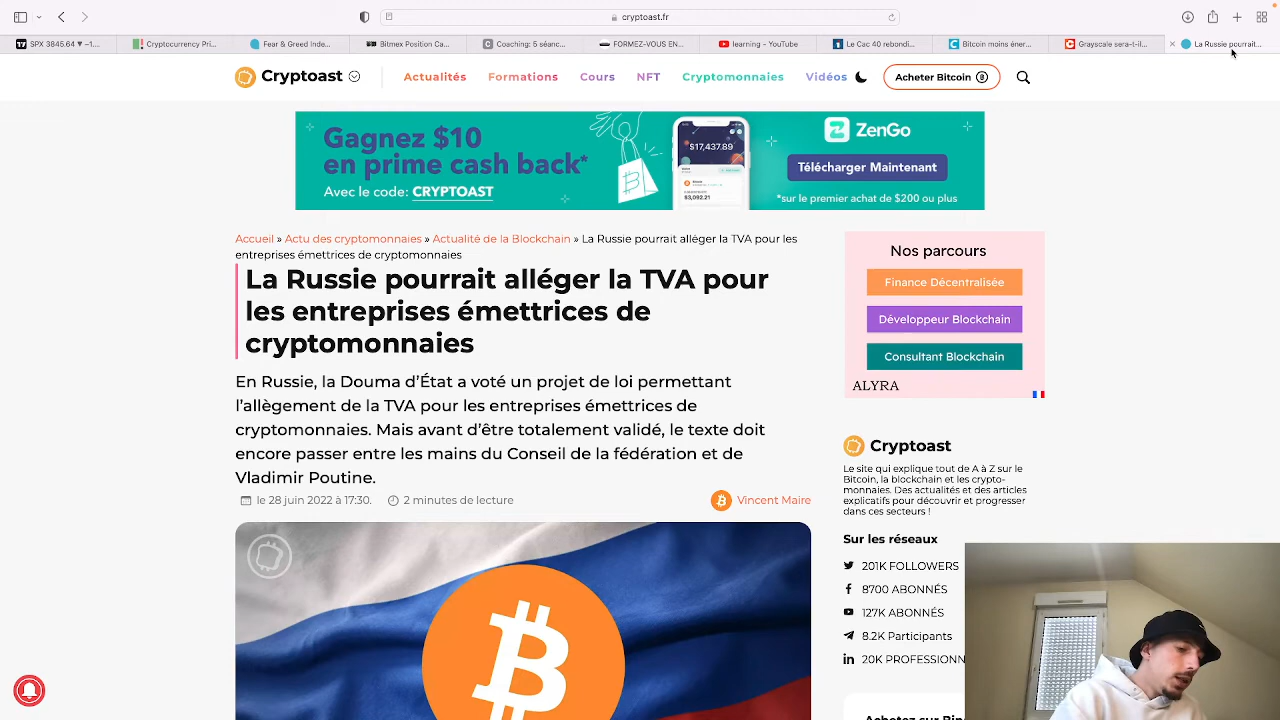 cryptoast.fr
SPX 3845.64 ▼ −1....
Cryptocurrency Pri...
Fear & Greed Inde...
Bitmex Position Ca...
Coaching: 5 séanc...
FORMEZ-VOUS EN...
learning - YouTube
Le Cac 40 rebondi...
Bitcoin moins éner...
Grayscale sera-t-il...
La Russie pourrait...
Cryptoast
Actualités
Formations
Cours
NFT
Cryptomonnaies
Vidéos
Acheter Bitcoin
Gagnez $10
en prime cash back*
Avec le code: CRYPTOAST
$17,437.89
$3,092.21
ZenGo
Télécharger Maintenant
*sur le premier achat de $200 ou plus
Accueil » Actu des cryptomonnaies » Actualité de la Blockchain » La Russie pourrait alléger la TVA pour les
entreprises émettrices de cryptomonnaies
La Russie pourrait alléger la TVA pour
les entreprises émettrices de
cryptomonnaies
En Russie, la Douma d’État a voté un projet de loi permettant
l’allègement de la TVA pour les entreprises émettrices de
cryptomonnaies. Mais avant d’être totalement validé, le texte doit
encore passer entre les mains du Conseil de la fédération et de
Vladimir Poutine.
le 28 juin 2022 à 17:30.
2 minutes de lecture
Vincent Maire
Nos parcours
Finance Décentralisée
Développeur Blockchain
Consultant Blockchain
ALYRA
Cryptoast
Le site qui explique tout de A à Z sur le
Bitcoin, la blockchain et les crypto-
monnaies. Des actualités et des articles
explicatifs pour découvrir et progresser
dans ces secteurs !
Sur les réseaux
201K FOLLOWERS
8700 ABONNÉS
127K ABONNÉS
8.2K Participants
20K PROFESSIONN